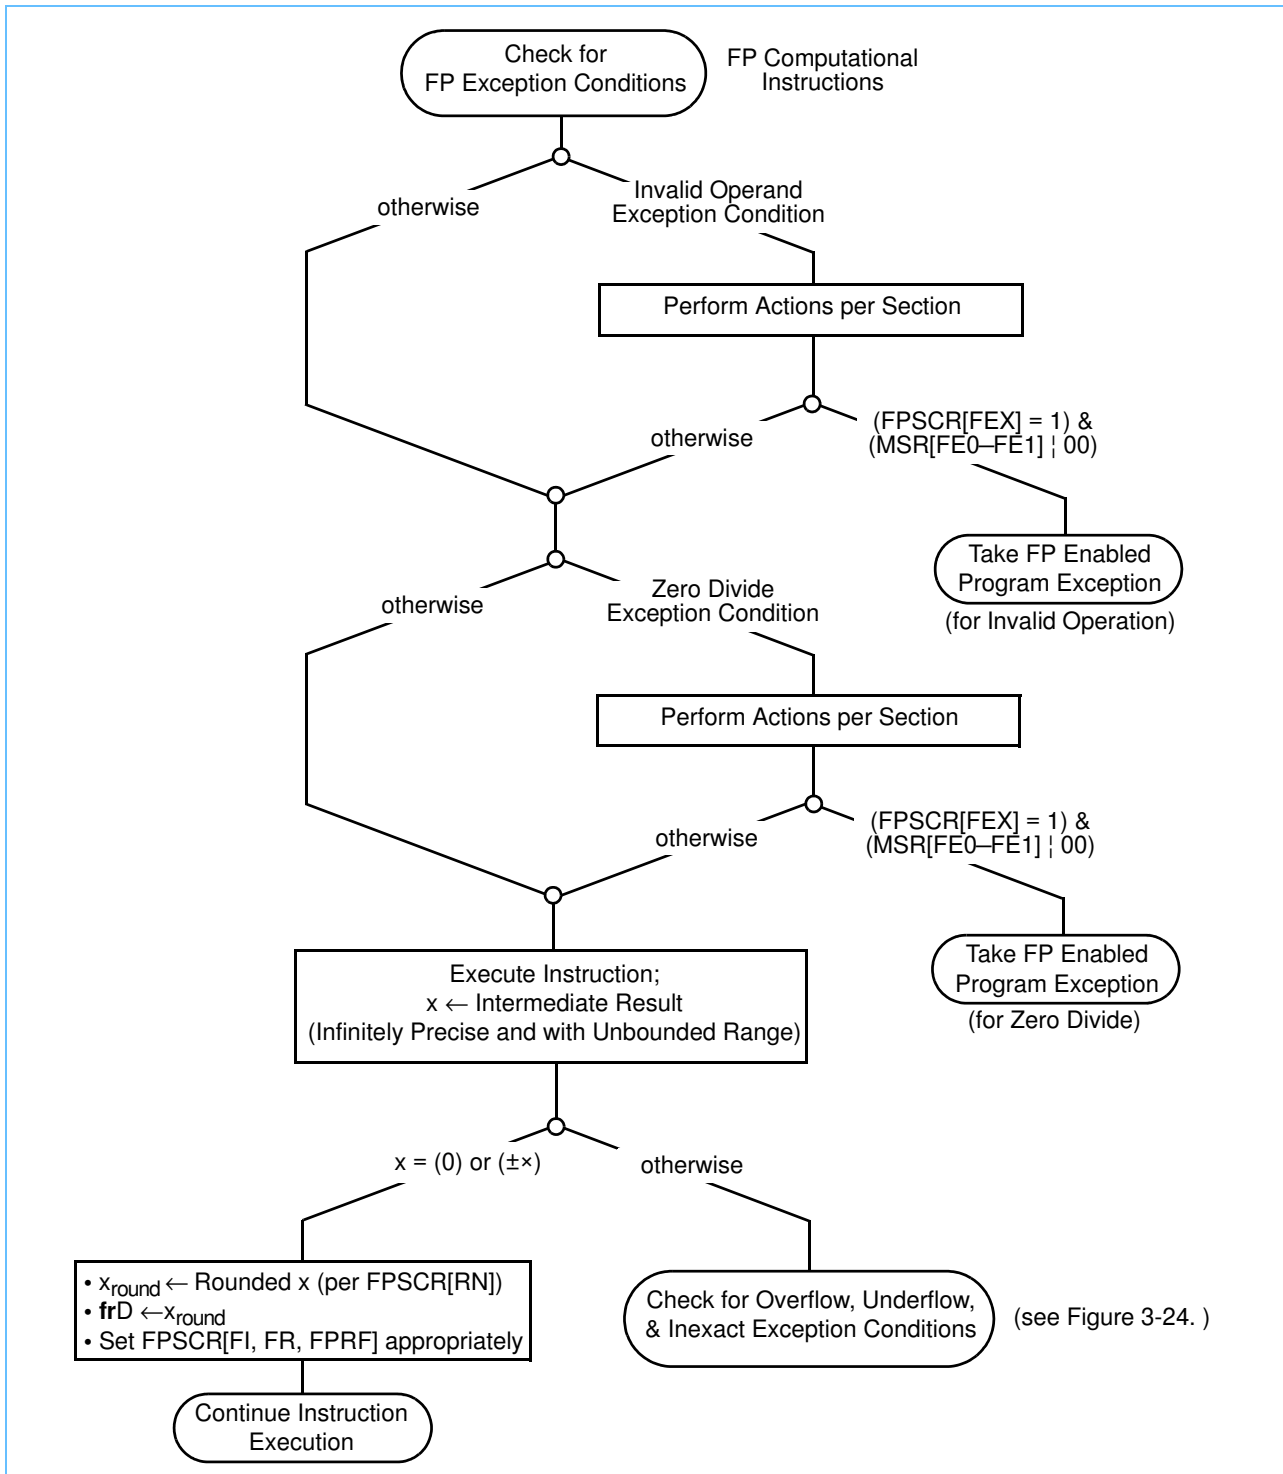 Check for
FP Exception Conditions
FP Computational
Instructions
otherwise
Invalid Operand
Exception Condition
Perform Actions per Section
otherwise
(FPSCR[FEX] = 1) &
(MSR[FE0–FE1] ¦ 00)
Take FP Enabled
Program Exception
(for Invalid Operation)
otherwise
Zero Divide
Exception Condition
Perform Actions per Section
otherwise
(FPSCR[FEX] = 1) &
(MSR[FE0–FE1] ¦ 00)
Take FP Enabled
Program Exception
(for Zero Divide)
Execute Instruction;
x ← Intermediate Result
(Infinitely Precise and with Unbounded Range)
x = (0) or (±×)
otherwise
• xround ← Rounded x (per FPSCR[RN])
• frD ←xround
• Set FPSCR[FI, FR, FPRF] appropriately
Check for Overflow, Underflow,
& Inexact Exception Conditions
(see Figure 3-24. )
Continue Instruction
Execution